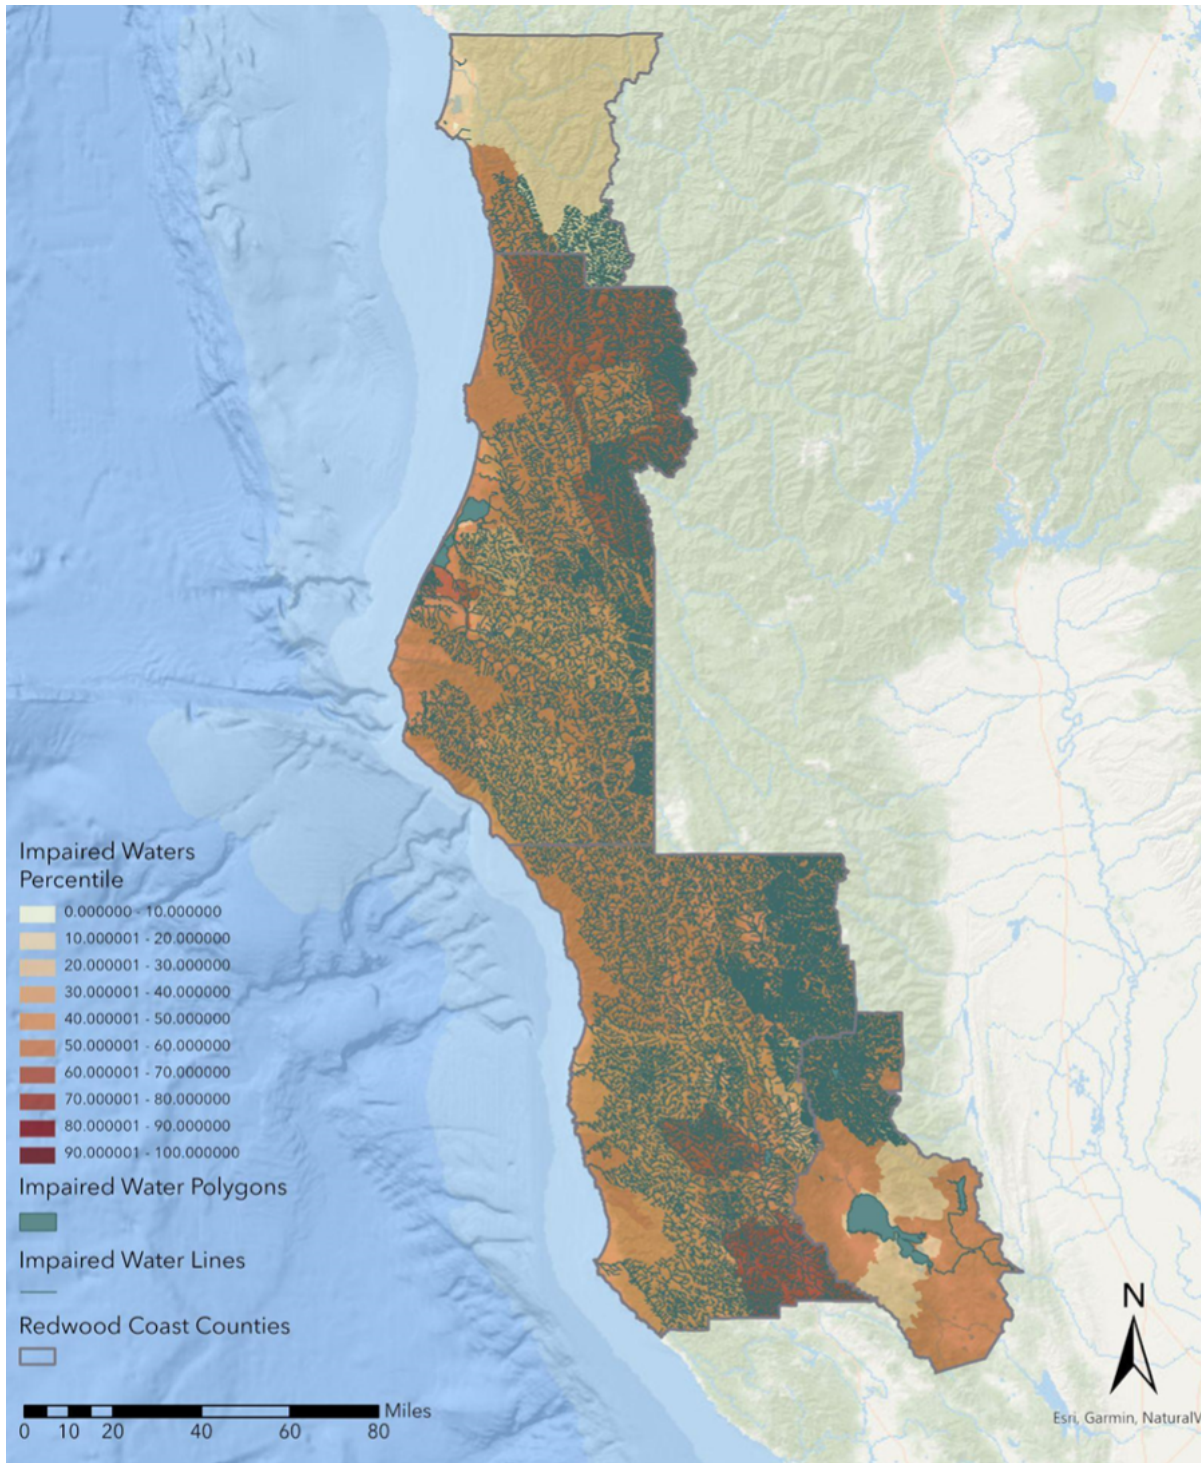 Impaired Waters
Percentile
0.000000 - 10.000000
10.000001 - 20.000000
20.000001 - 30.000000
30.000001 - 40.000000
40.000001 - 50.000000
50.000001 - 60.000000
60.000001 - 70.000000
70.000001 - 80.000000
80.000001 - 90.000000
90.000001 - 100.000000
Impaired Water Polygons
Impaired Water Lines
Redwood Coast Counties
Miles
0 10 20 40 60 80
N
Esri, Garmin, NaturalV